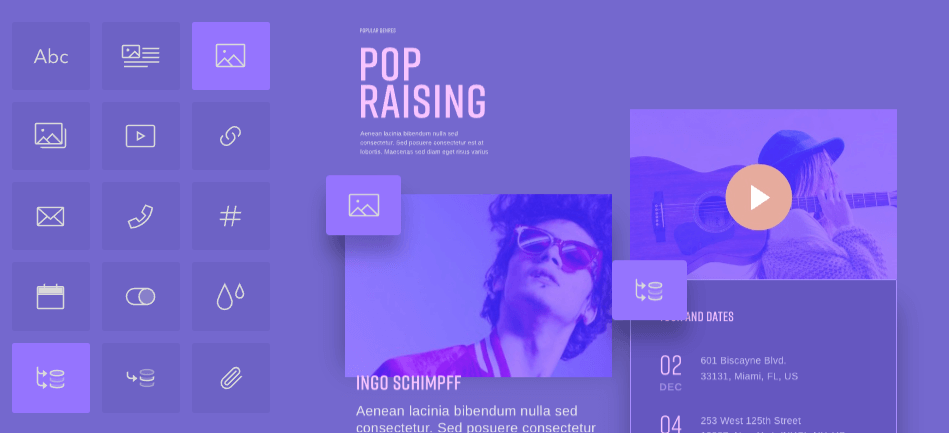 Abc
#
POPULAR GENRES
POP
RAISING
Aenean lacinia bibendum nulla sed
consectetur. Sed posuere consectetur est at
lobortis. Maecenas sed diam eget risus varius
INGO SCHIMPFF
Aenean lacinia bibendum nulla sed
consectetur. Sed posuere consectetur
AND DATES
02
DEC
601 Biscayne Blvd.
33131, Miami, FL, US
04
253 West 125th Street